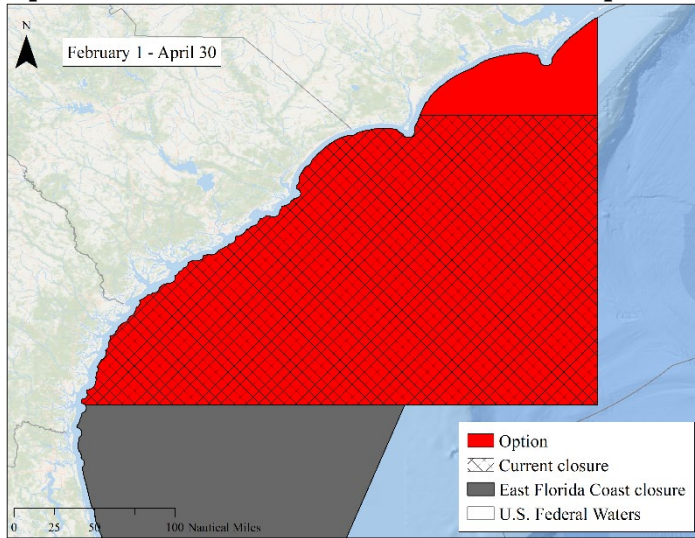 N
February 1 - April 30
Option
Current closure
East Florida Coast closure
U.S. Federal Waters
0 25 50 100 Nautical Miles